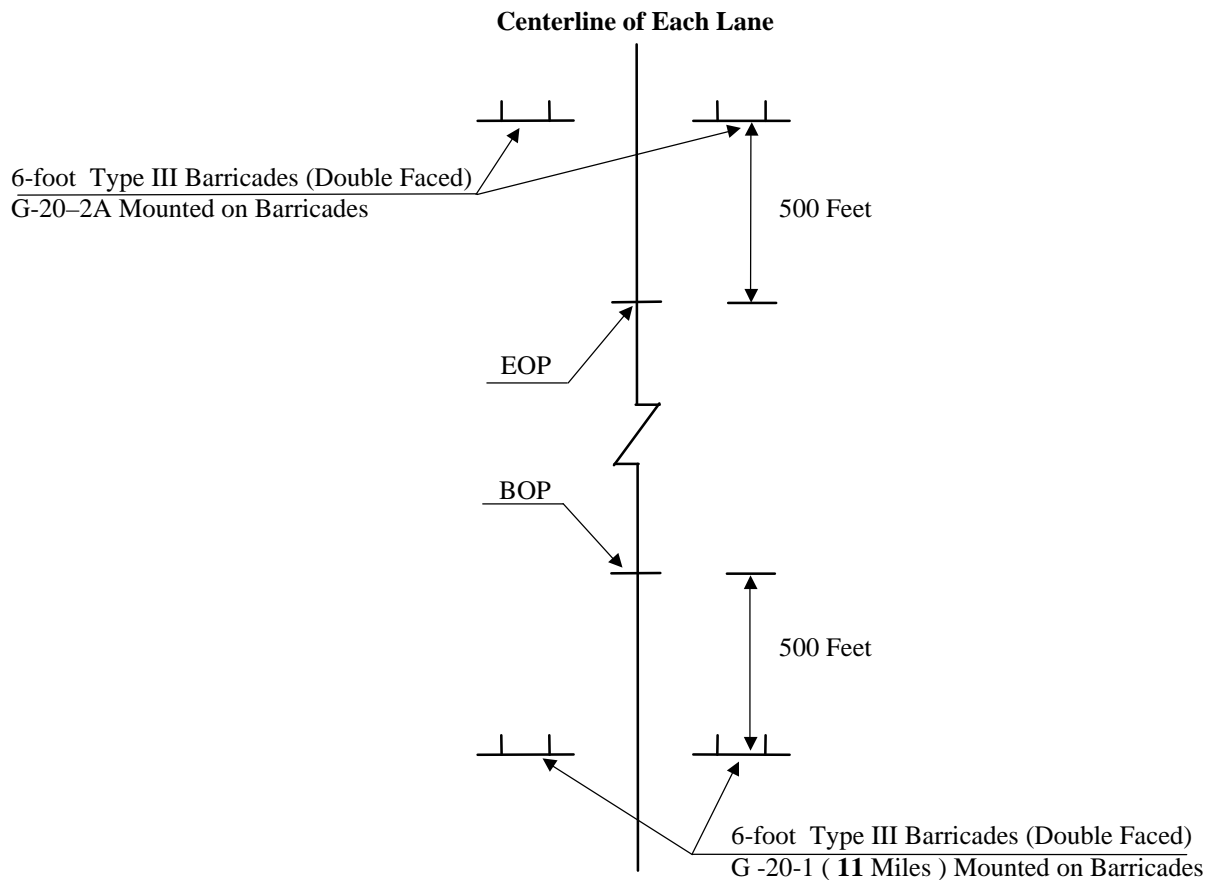 Centerline of Each Lane
6-foot Type III Barricades (Double Faced)
G-20–2A Mounted on Barricades
500 Feet
EOP
BOP
500 Feet
6-foot Type III Barricades (Double Faced)
G -20-1 ( 11 Miles ) Mounted on Barricades